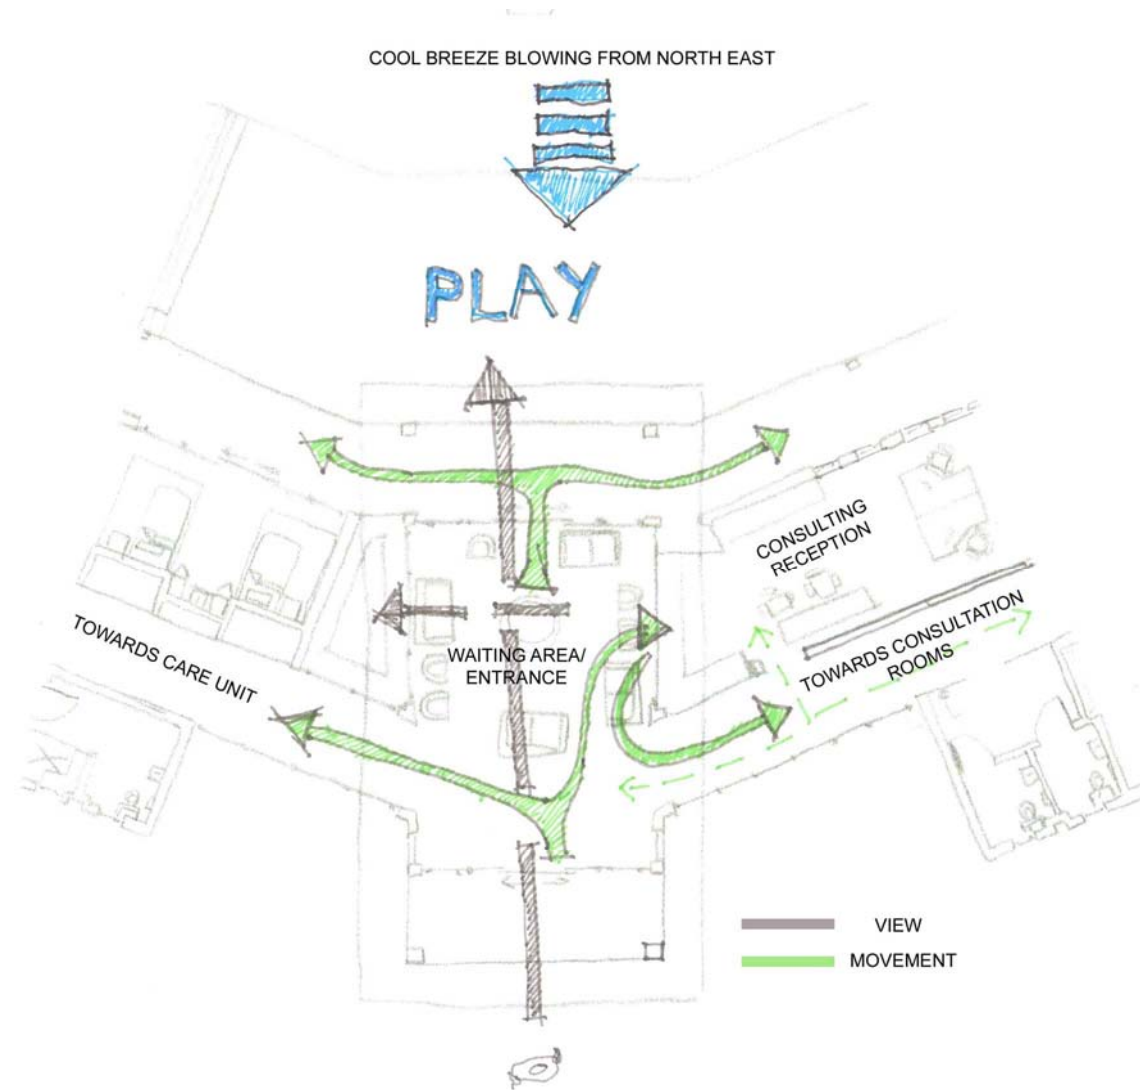 COOL BREEZE BLOWING FROM NORTH EAST
PLAY
CONSULTING
RECEPTION
TOWARDS CARE UNIT
WAITING AREA/
ENTRANCE
TOWARDS CONSULTATION
ROOMS
VIEW
MOVEMENT